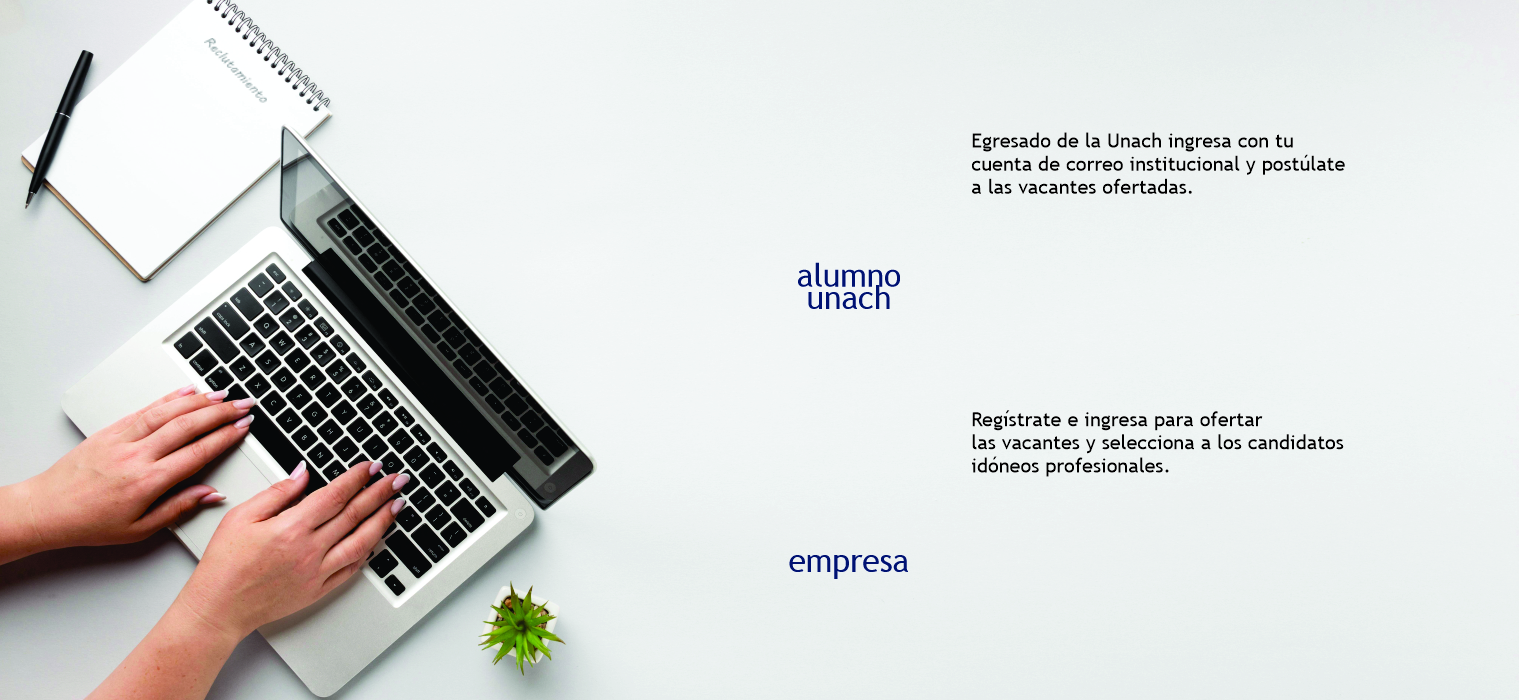 Reclutamiento
Egresado de la Unach ingresa con tu
cuenta de correo institucional y postúlate
a las vacantes ofertadas.
alumno
unach
Regístrate e ingresa para ofertar
las vacantes y selecciona a los candidatos
idóneos profesionales.
empresa